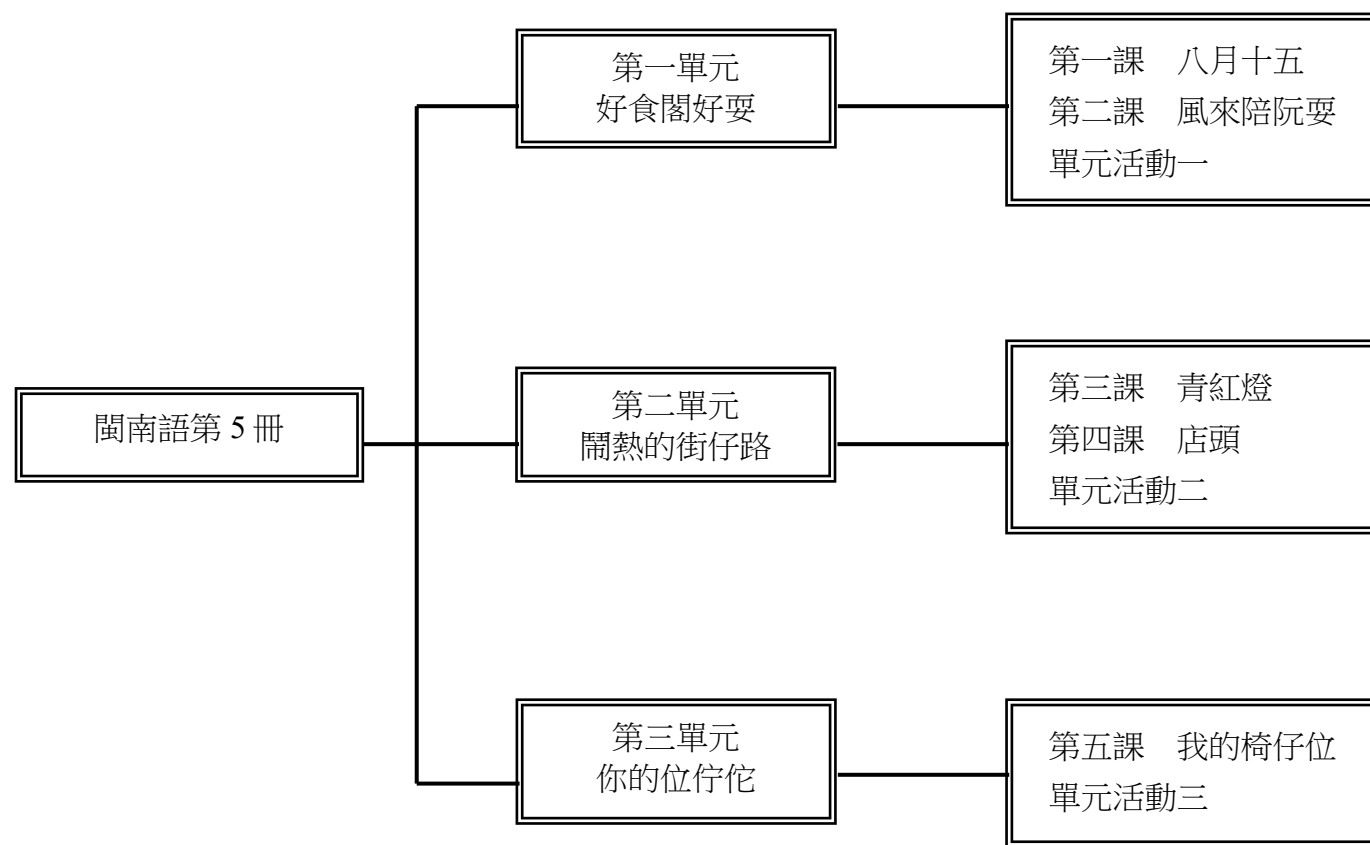 閩南語第 5 冊
第一單元
好食閣好耍
第一課　八月十五
第二課　風來陪阮耍
單元活動一
第二單元
鬧熱的街仔路
第三課　青紅燈
第四課　店頭
單元活動二
第三單元
你的位佇佗
第五課　我的椅仔位
單元活動三